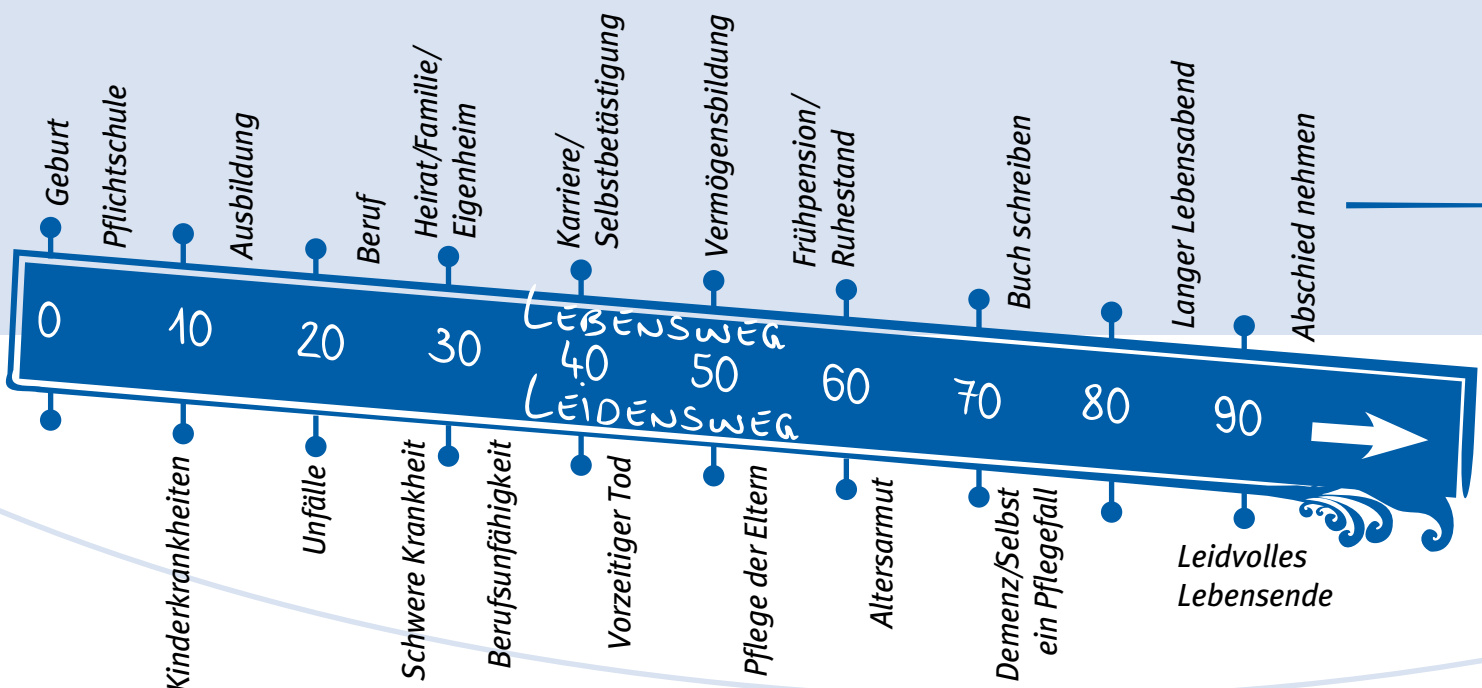 Geburt
Pflichtschule
Ausbildung
Beruf
Heirat/Familie/
Eigenheim
Karriere/
Selbstbetästigung
Vermögensbildung
Frühpension/
Ruhestand
Buch schreiben
Langer Lebensabend
Abschied nehmen
LEBENSWEG
0 10 20 30 40 50 60 70 80 90
LEIDENSWEG
Kinderkrankheiten
Unfälle
Schwere Krankheit
Berufsunfähigkeit
Vorzeitiger Tod
Pflege der Eltern
Altersarmut
Demenz/Selbst
ein Pflegefall
Leidvolles
Lebensende